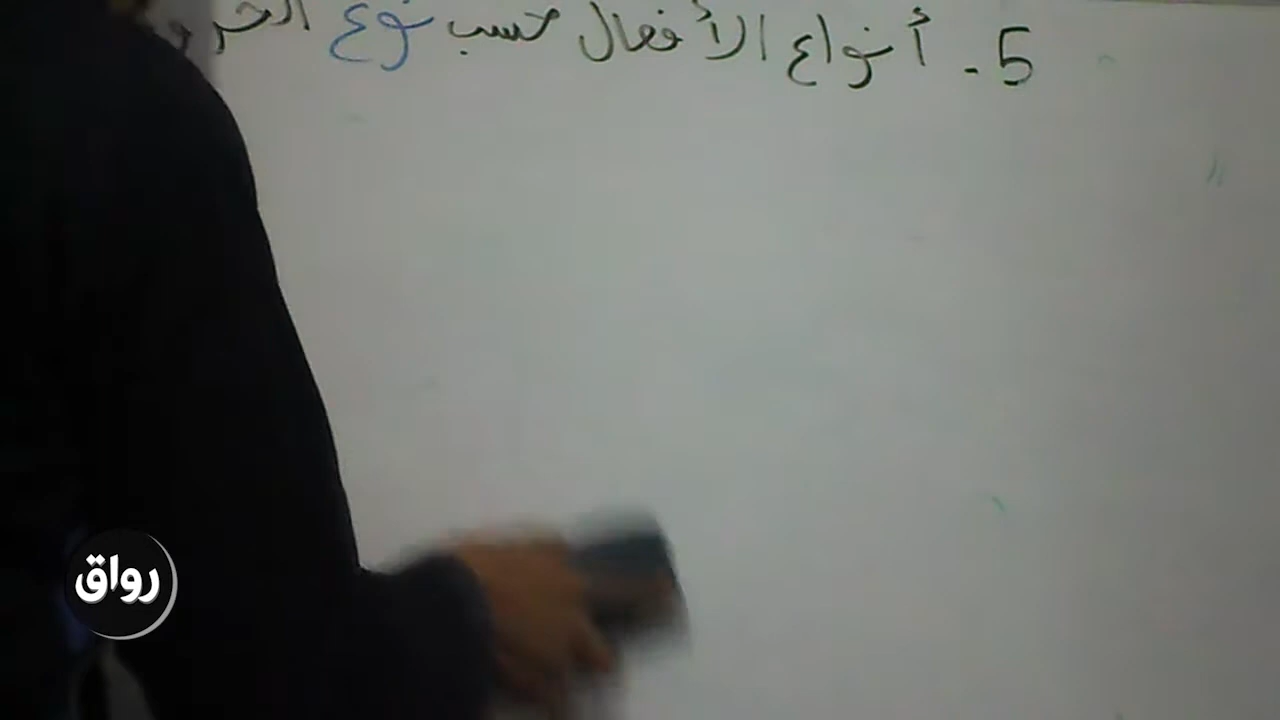 5- أنواع الأفعال حسب نوع
رواق